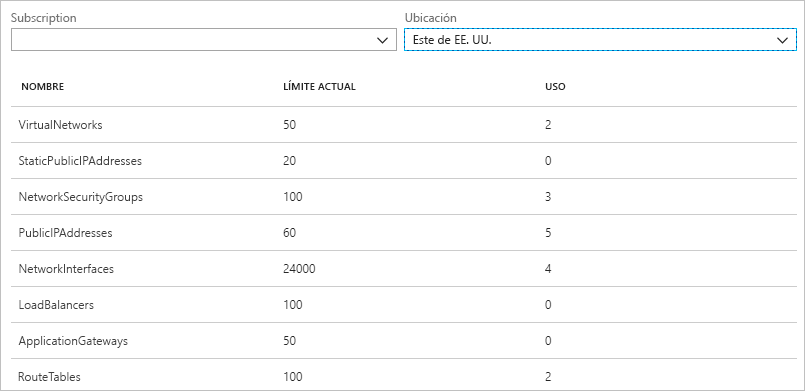 Subscription Ubicación
Este de EE. UU.
NOMBRE LÍMITE ACTUAL USO
VirtualNetworks 50 2
StaticPublicIPAddresses 20 0
NetworkSecurityGroups 100 3
PublicIPAddresses 60 5
NetworkInterfaces 24000 4
LoadBalancers 100 0
ApplicationGateways 50 0
RouteTables 100 2